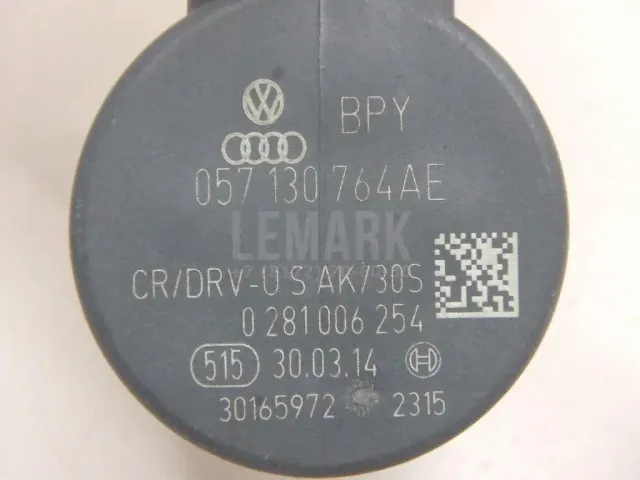 BPY
057 130 764AE
LEMARK
CR/DRV-U S AK/30S
0 281 006 254
515 30.03.14
30165972 2315